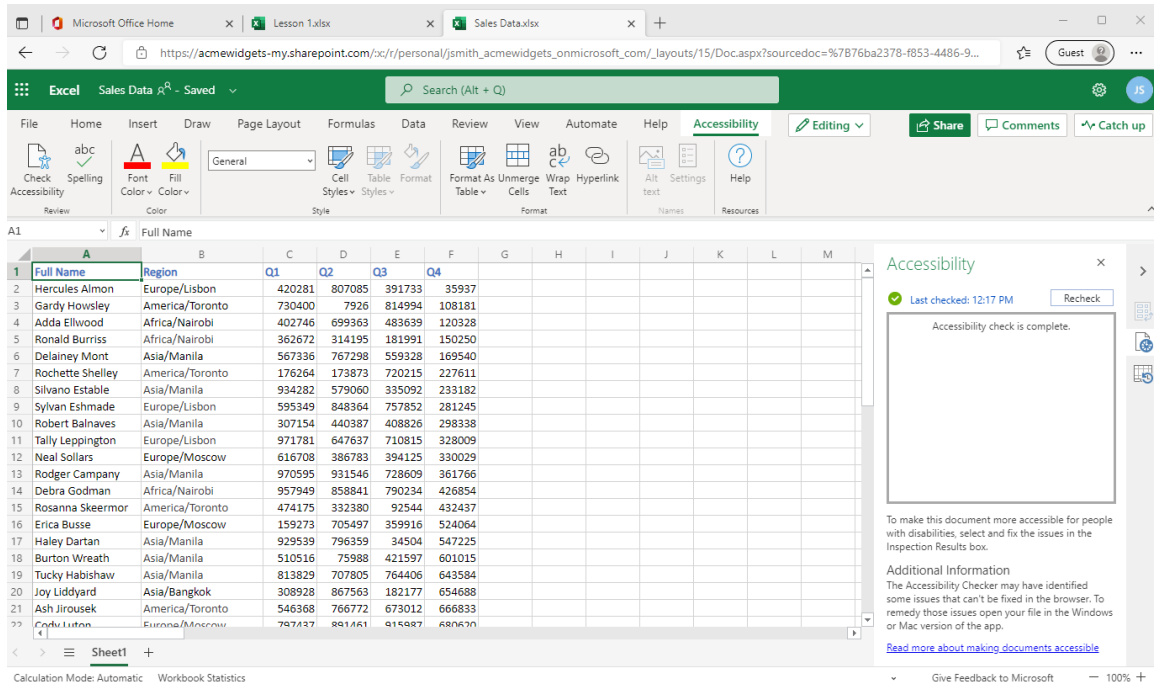 Microsoft Office Home
Lesson 1.xlsx
Sales Data.xlsx
https://acmewidgets-my.sharepoint.com/:x:/r/personal/jsmith_acmewidgets_onmicrosoft_com/_layouts/15/Doc.aspx?sourcedoc=%7B76ba2378-f853-4486-9...
Guest
Excel Sales Data - Saved
Search (Alt + Q)
JS
File Home Insert Draw Page Layout Formulas Data Review View Automate Help Accessibility Editing Share Comments Catch up
Check Accessibility
abc Spelling
Font Color
Fill Color
General
Cell Styles
Table Styles
Format
Format As Table
Unmerge Cells
ab c Wrap Text
Hyperlink
Alt text
Settings
Help
Review Color Style Format Names Resources
A1 fx Full Name
A B C D E F G H I J K L M
1 Full Name Region Q1 Q2 Q3 Q4
2 Hercules Almon Europe/Lisbon 420281 807085 391733 35937
3 Gardy Howsley America/Toronto 730400 7926 814994 108181
4 Adda Ellwood Africa/Nairobi 402746 699363 483639 120328
5 Ronald Burriss Africa/Nairobi 362672 314195 181991 150250
6 Delainey Mont Asia/Manila 567336 767298 559328 169540
7 Rochette Shelley America/Toronto 176264 173873 720215 227611
8 Silvano Estable Asia/Manila 934282 579060 335092 233182
9 Sylvan Eshmade Europe/Lisbon 595349 848364 757852 281245
10 Robert Balnaves Asia/Manila 307154 440387 408826 298338
11 Tally Leppington Europe/Lisbon 971781 647637 710815 328009
12 Neal Sollars Europe/Moscow 616708 386783 394125 330029
13 Rodger Campany Asia/Manila 970595 931546 728609 361766
14 Debra Godman Africa/Nairobi 957949 858841 790234 426854
15 Rosanna Skeermor America/Toronto 474175 332380 92544 432437
16 Erica Busse Europe/Moscow 159273 705497 359916 524064
17 Haley Dartan Asia/Manila 929539 796359 34504 547225
18 Burton Wreath Asia/Manila 510516 75988 421597 601015
19 Tucky Habishaw Asia/Manila 813829 707805 764406 643584
20 Joy Liddyard Asia/Bangkok 308928 867563 182177 654688
21 Ash Jirousek America/Toronto 546368 766772 673012 666833
22 Cody Luton Europe/Moscow 797437 891461 915987 680620
Accessibility
Last checked: 12:17 PM
Recheck
Accessibility check is complete.
To make this document more accessible for people
with disabilities, select and fix the issues in the
Inspection Results box.
Additional Information
The Accessibility Checker may have identified
some issues that can't be fixed in the browser. To
remedy those issues open your file in the Windows
or Mac version of the app.
Read more about making documents accessible
Sheet1
Calculation Mode: Automatic Workbook Statistics
Give Feedback to Microsoft 100%